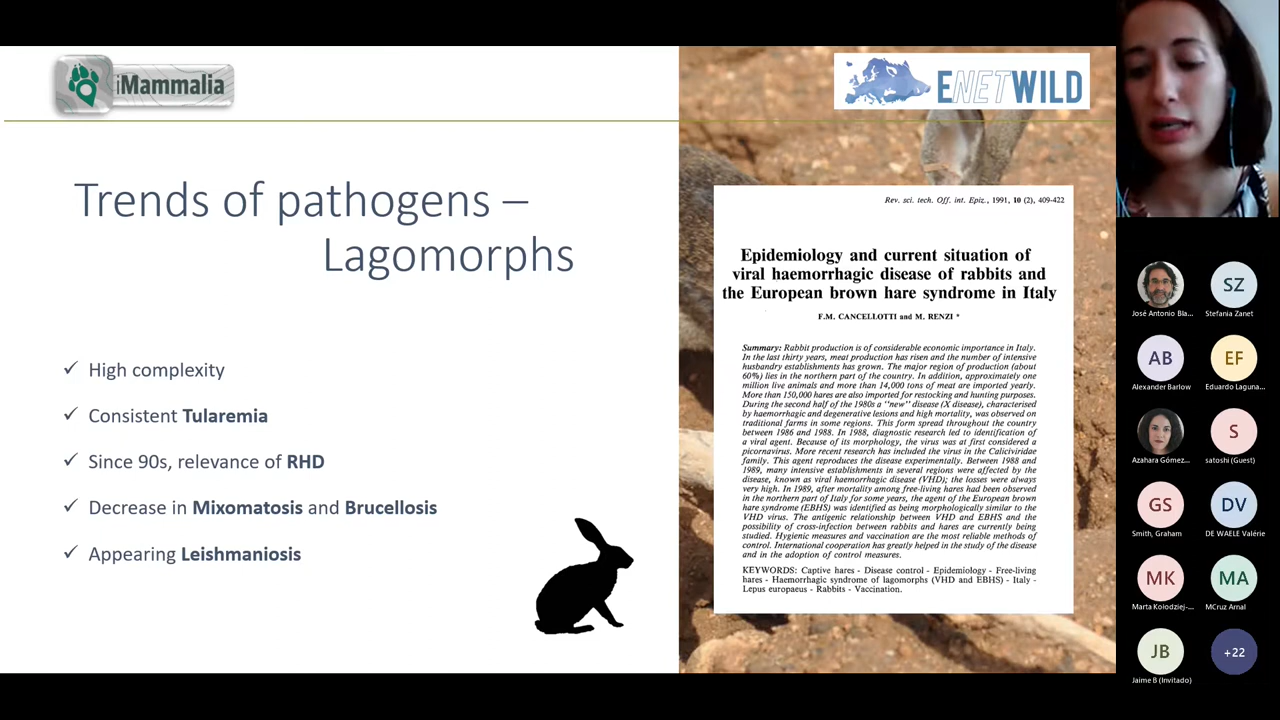 iMammalia
ENETWILD
Trends of pathogens –
Lagomorphs
High complexity
Consistent Tularemia
Since 90s, relevance of RHD
Decrease in Mixomatosis and Brucellosis
Appearing Leishmaniosis
Rev. sci. tech. Off. int. Epiz., 1991, 10 (2), 409-422
Epidemiology and current situation of
viral haemorrhagic disease of rabbits and
the European brown hare syndrome in Italy
F.M. CANCELLOTTI and M. RENZI *
Summary: Rabbit production is of considerable economic importance in Italy.
In the last thirty years, meat production has risen and the number of intensive
husbandry establishments has grown. The major region of production (about
60%) lies in the northern part of the country. In addition, approximately one
million live animals and more than 14,000 tons of meat are imported yearly.
More than 150,000 hares are also imported for restocking and hunting purposes.
During the second half of the 1980s a "new" disease (X disease), characterised
by haemorrhagic and degenerative lesions and high mortality, was observed on
traditional farms in some regions. This form spread throughout the country
between 1986 and 1988. In 1988, diagnostic research led to identification of
a viral agent. Because of its morphology, the virus was at first considered a
picornavirus. More recent research has included the virus in the Caliciviridae
family. This agent reproduces the disease experimentally. Between 1988 and
1989, many intensive establishments in several regions were affected by the
disease, known as viral haemorrhagic disease (VHD); the losses were always
very high. In 1989, after mortality among free-living hares had been observed
in the northern part of Italy for some years, the agent of the European brown
hare syndrome (EBHS) was identified as being morphologically similar to the
VHD virus. The antigenic relationship between VHD and EBHS and the
possibility of cross-infection between rabbits and hares are currently being
studied. Hygienic measures and vaccination are the most reliable methods of
control. International cooperation has greatly helped in the study of the disease
and in the adoption of control measures.
KEYWORDS: Captive hares - Disease control - Epidemiology - Free-living
hares - Haemorrhagic syndrome of lagomorphs (VHD and EBHS) - Italy -
Lepus europaeus - Rabbits - Vaccination.
SZ
José Antonio Bla...
Stefania Zanet
AB
EF
Alexander Barlow
Eduardo Laguna...
S
Azahara Gómez...
satoshi (Guest)
GS
DV
Smith, Graham
DE WAELE Valérie
MK
MA
Marta Kołodziej-...
MCruz Arnal
JB
+22
Jaime B (Invitado)